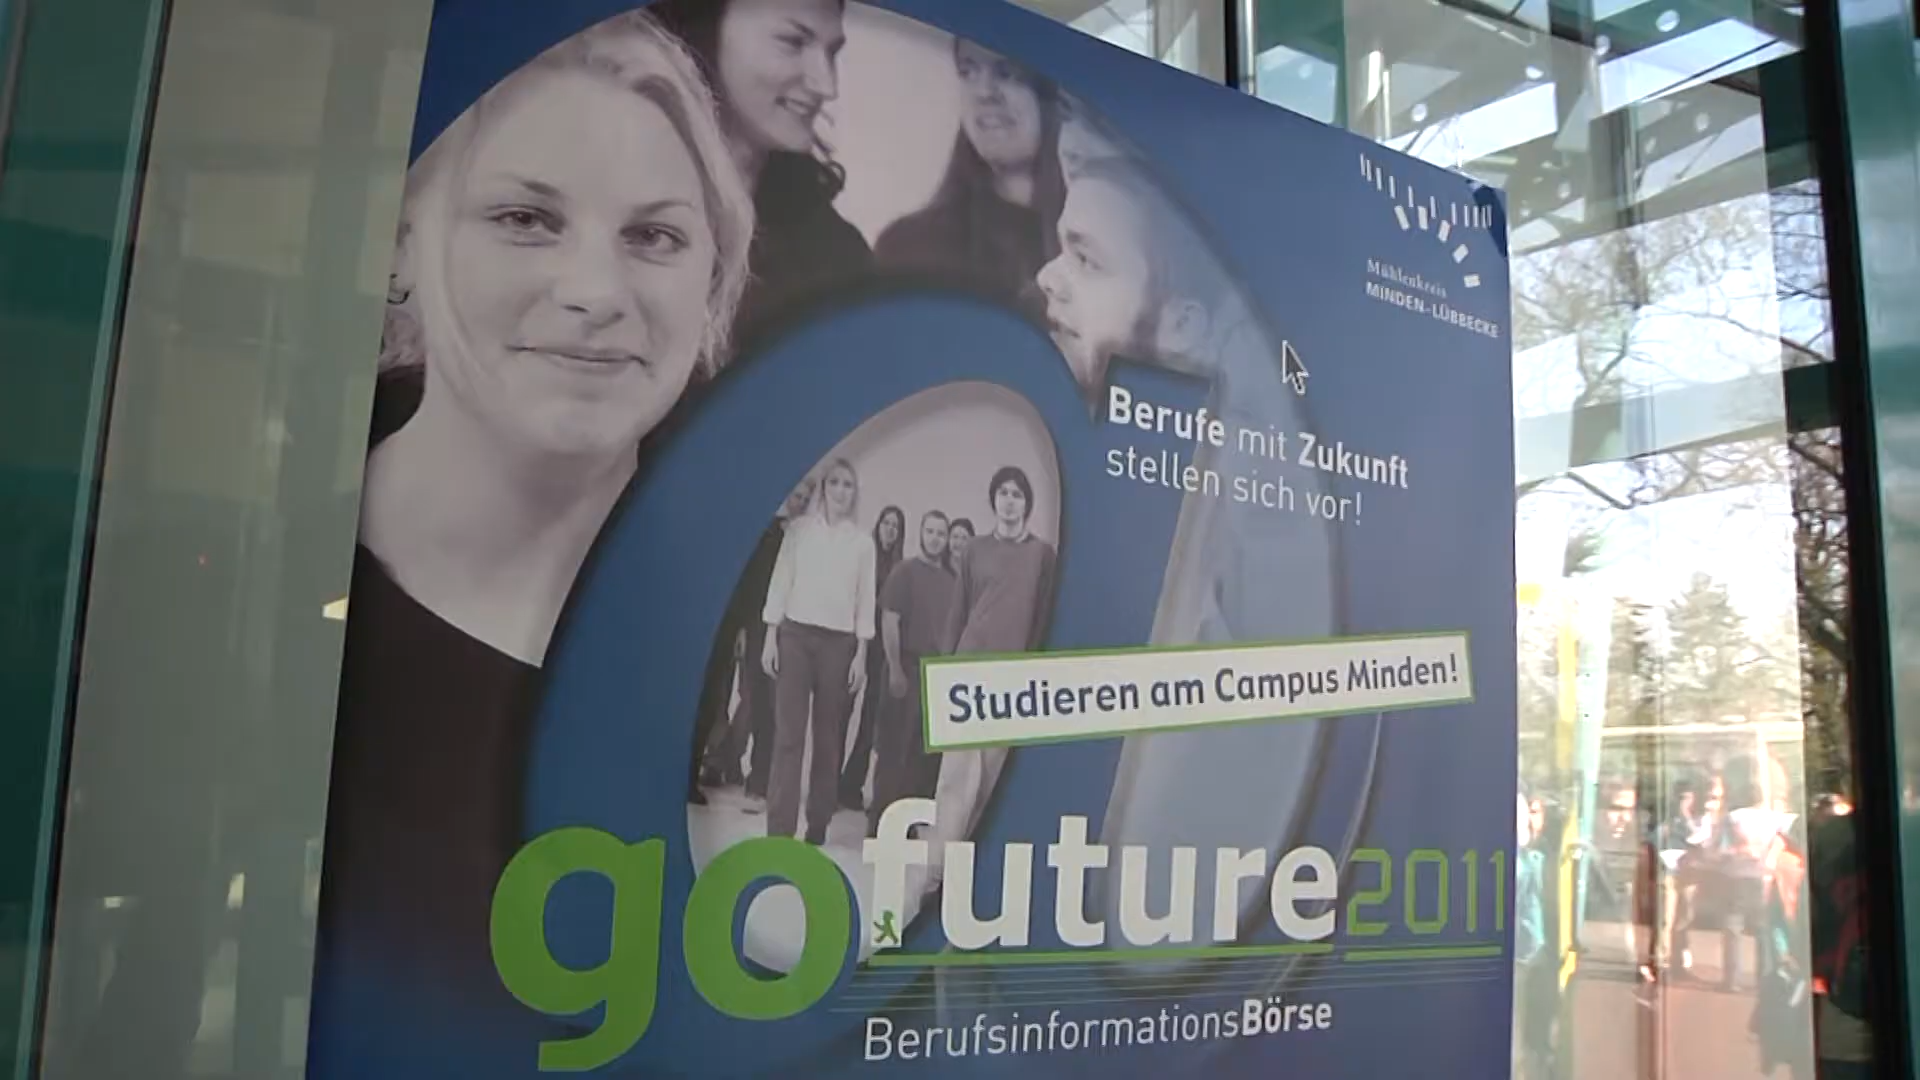 Mühlenkreis
MINDEN-LÜBBECKE
Berufe mit Zukunft
stellen sich vor!
Studieren am Campus Minden!
gofuture2011
BerufsinformationsBörse